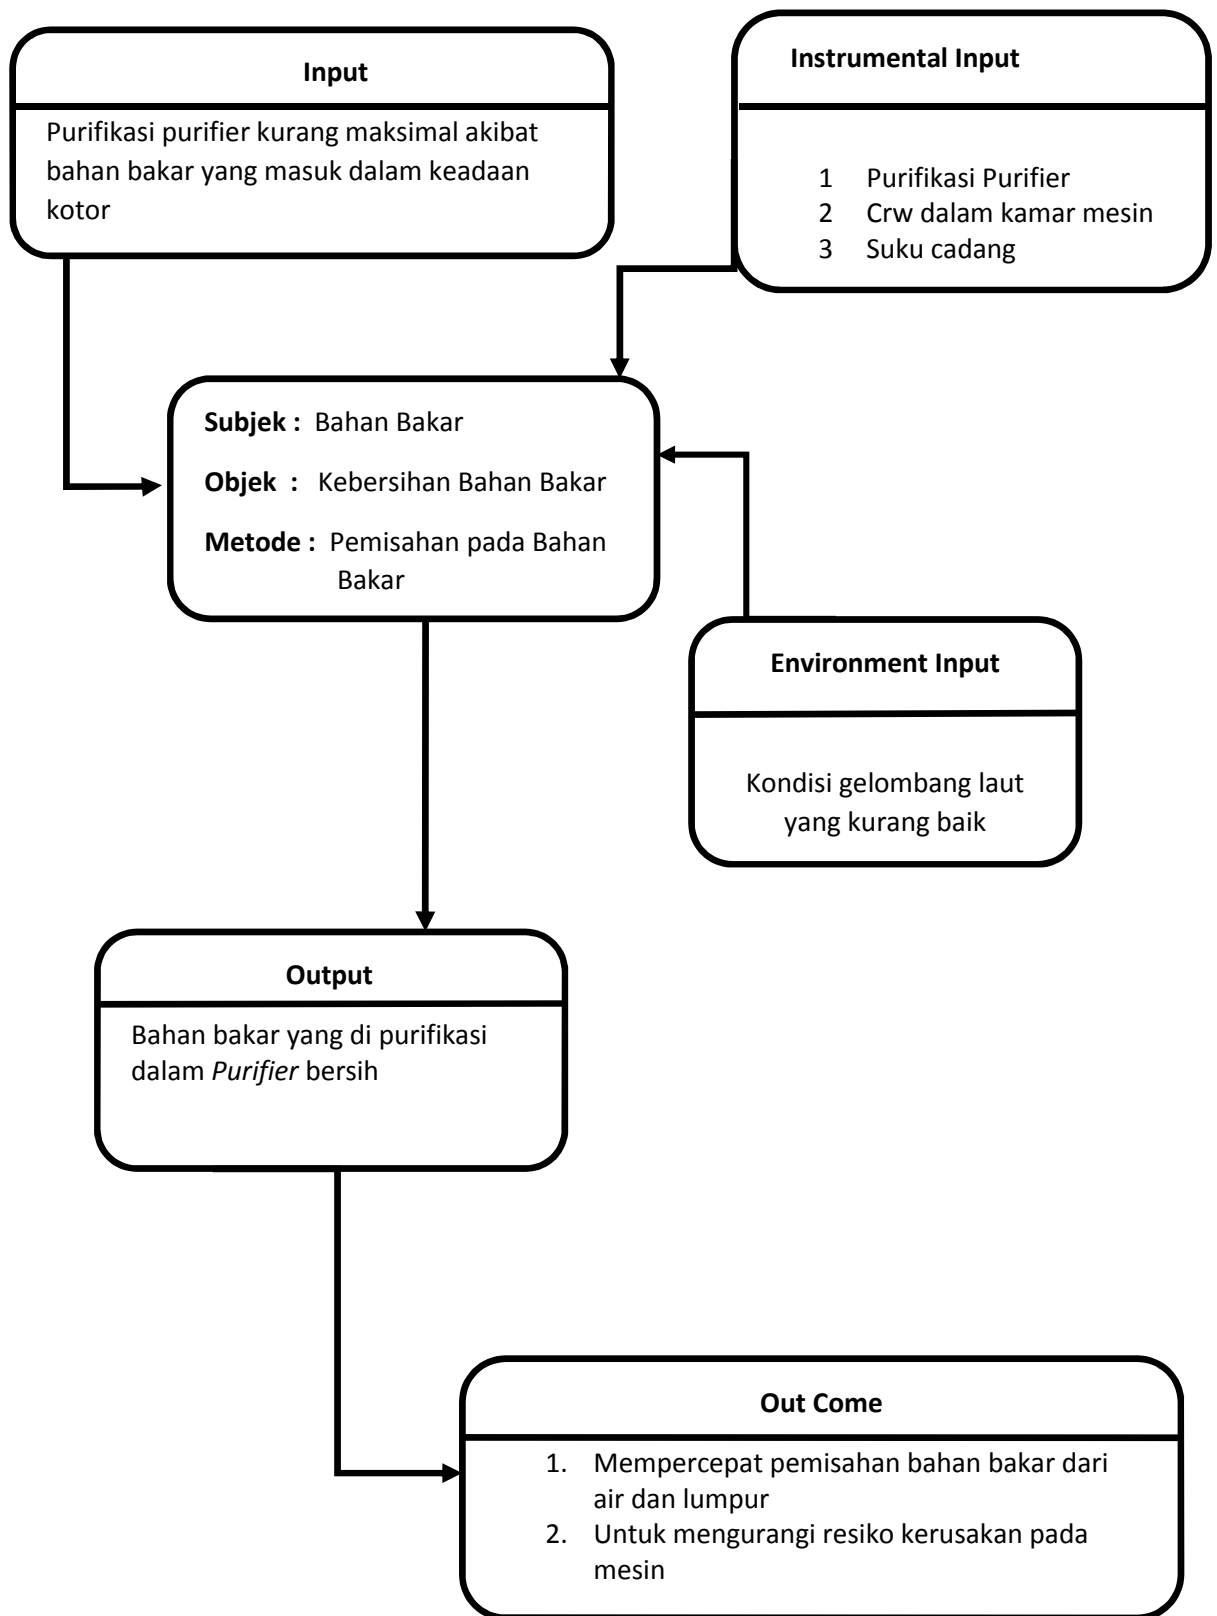 Input
Purifikasi purifier kurang maksimal akibat
bahan bakar yang masuk dalam keadaan
kotor
Instrumental Input
1 Purifikasi Purifier
2 Crw dalam kamar mesin
3 Suku cadang
Subjek : Bahan Bakar
Objek : Kebersihan Bahan Bakar
Metode : Pemisahan pada Bahan
Bakar
Environment Input
Kondisi gelombang laut
yang kurang baik
Output
Bahan bakar yang di purifikasi
dalam Purifier bersih
Out Come
1. Mempercepat pemisahan bahan bakar dari
air dan lumpur
2. Untuk mengurangi resiko kerusakan pada
mesin